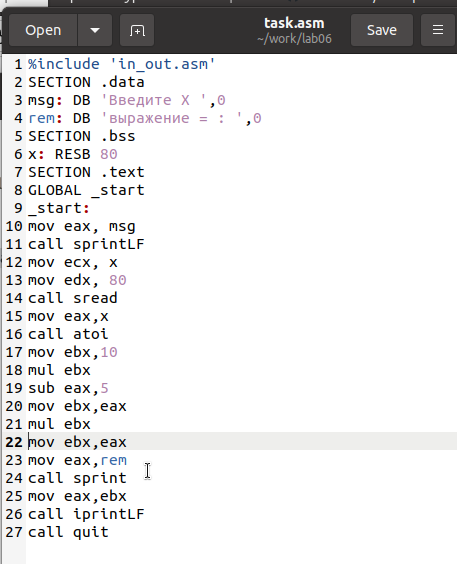 Open
task.asm
~/work/lab06
Save
1 %include 'in_out.asm'
2 SECTION .data
3 msg: DB 'Введите X ',0
4 rem: DB 'выражение = : ',0
5 SECTION .bss
6 x: RESB 80
7 SECTION .text
8 GLOBAL _start
9 _start:
10 mov eax, msg
11 call sprintLF
12 mov ecx, x
13 mov edx, 80
14 call sread
15 mov eax,x
16 call atoi
17 mov ebx,10
18 mul ebx
19 sub eax,5
20 mov ebx,eax
21 mul ebx
22 mov ebx,eax
23 mov eax,rem
24 call sprint
25 mov eax,ebx
26 call iprintLF
27 call quit